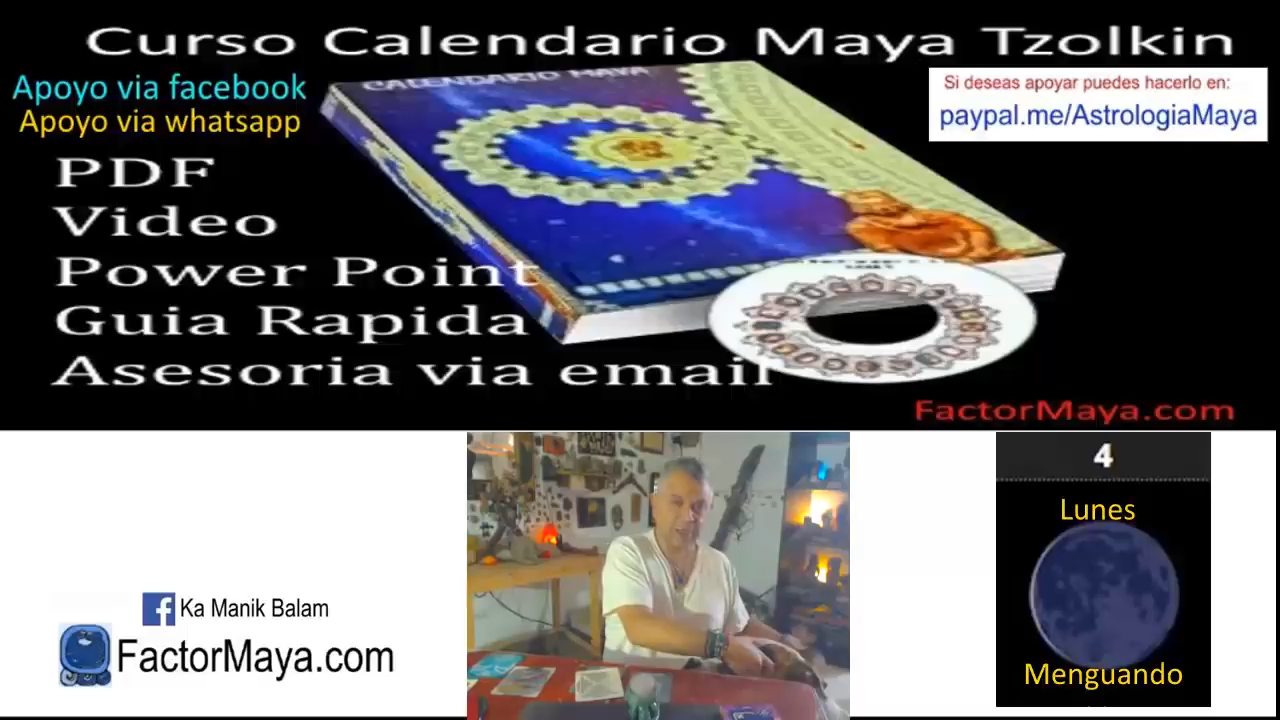 Curso Calendario Maya Tzolkin
Apoyo via facebook
Apoyo via whatsapp
CALENDARIO MAYA
Si deseas apoyar puedes hacerlo en:
paypal.me/AstrologiaMaya
PDF
Video
Power Point
Guia Rapida
Asesoria via email
FactorMaya.com
4
Lunes
Menguando
Ka Manik Balam
FactorMaya.com